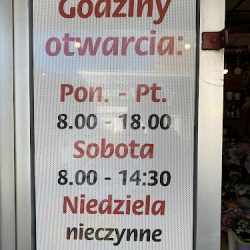 Godziny
otwarcia:
Pon. - Pt.
8.00 - 18.00
Sobota
8.00 - 14:30
Niedziela
nieczynne